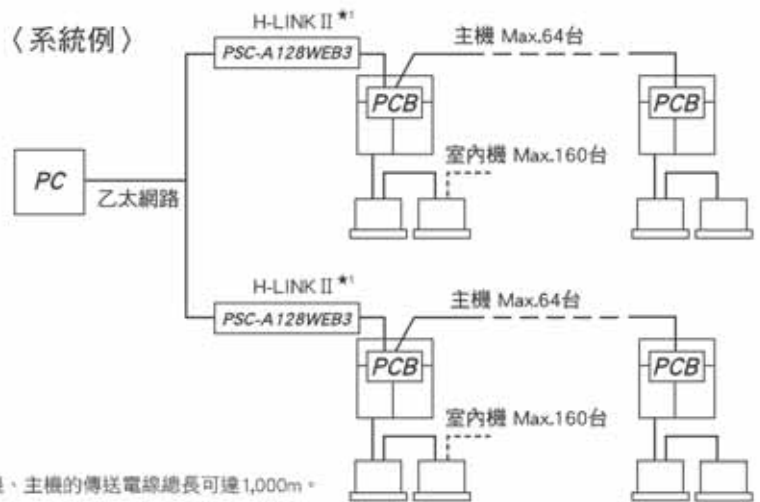 〈系統例〉
H-LINK II ★1
PSC-A128WEB3
主機 Max.64台
PCB
PCB
室內機 Max.160台
PC
乙太網路
H-LINK II ★1
PSC-A128WEB3
主機 Max.64台
PCB
PCB
室內機 Max.160台
、主機的傳送電線總長可達1,000m。